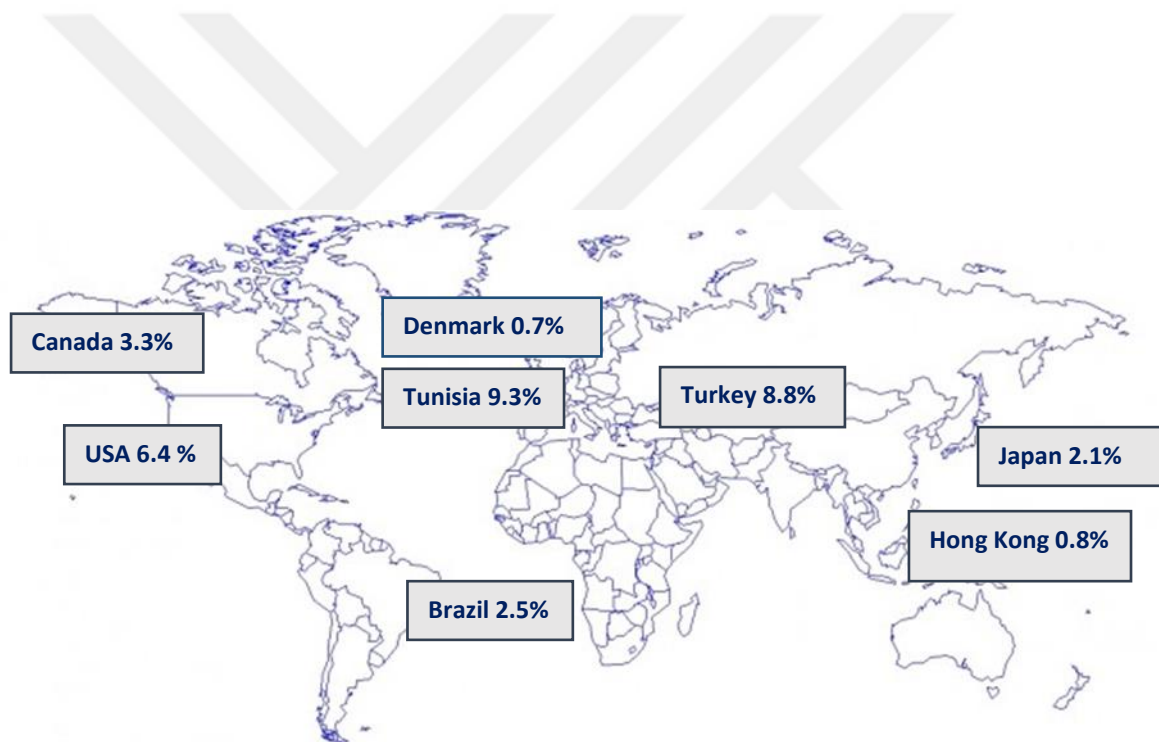 Canada 3.3%
Denmark 0.7%
Tunisia 9.3%
Turkey 8.8%
USA 6.4 %
Japan 2.1%
Hong Kong 0.8%
Brazil 2.5%